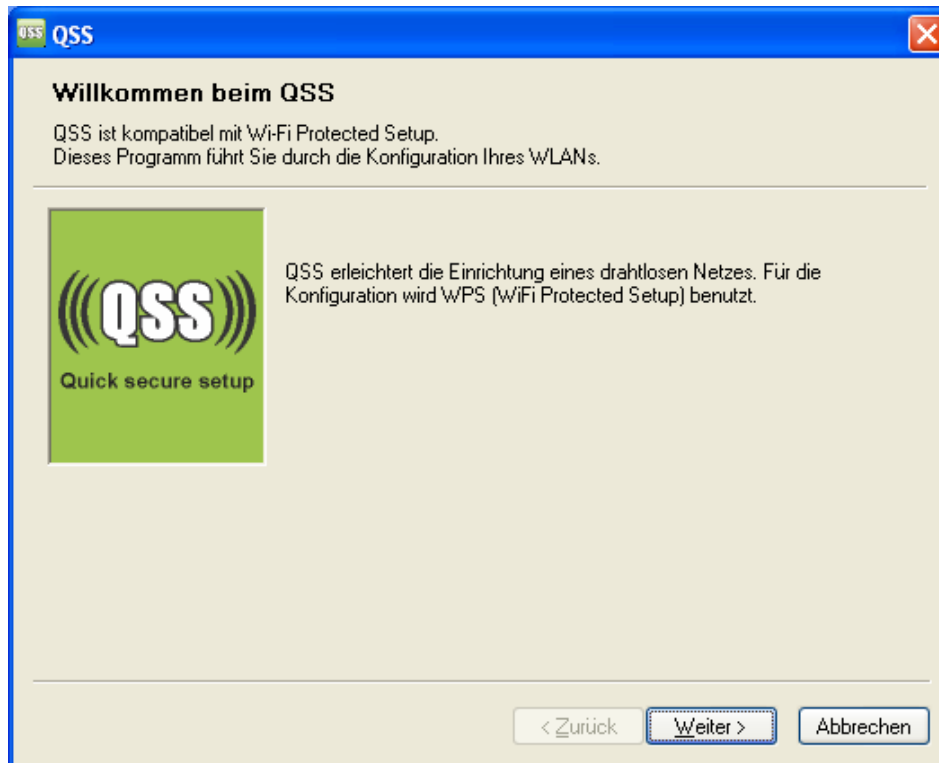 QSS QSS
Willkommen beim QSS
QSS ist kompatibel mit Wi-Fi Protected Setup.
Dieses Programm führt Sie durch die Konfiguration Ihres WLANs.
QSS erleichtert die Einrichtung eines drahtlosen Netzes. Für die
Konfiguration wird WPS (WiFi Protected Setup) benutzt.
(((QSS)))
Quick secure setup
< Zurück
Weiter >
Abbrechen